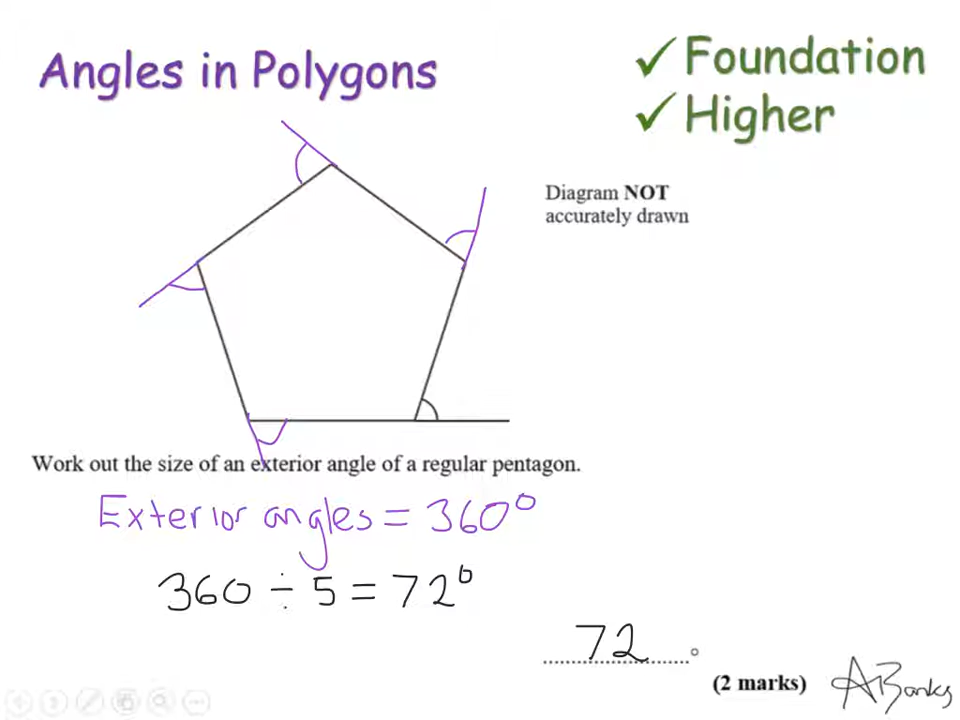 Angles in Polygons
✓ Foundation
✓ Higher
Diagram NOT
accurately drawn
Work out the size of an exterior angle of a regular pentagon.
Exterior angles = 360°
360 ÷ 5 = 72°
72°
(2 marks)
ABanks